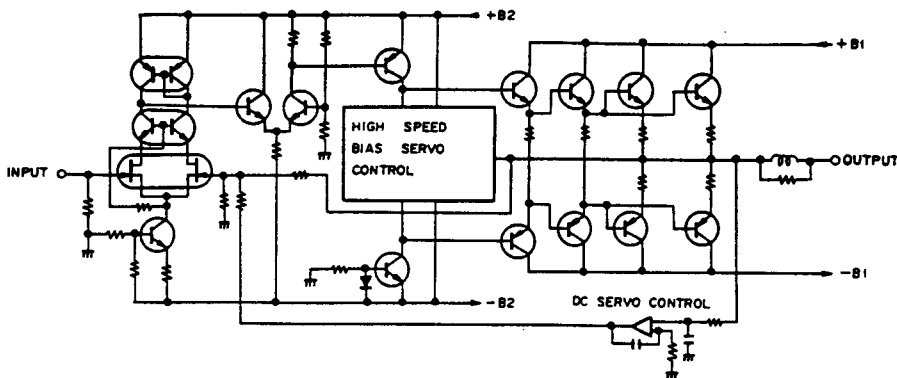 +B2
+B1
HIGH SPEED
BIAS SERVO
CONTROL
INPUT
OUTPUT
-B1
-B2
DC SERVO CONTROL